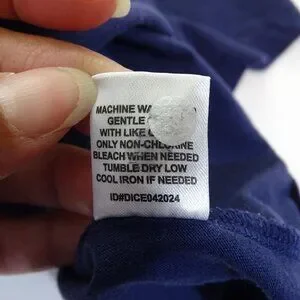 MACHINE
GENTLE
WITH LIKE
ONLY NON-CHLORINE
BLEACH WHEN NEEDED
TUMBLE DRY LOW
COOL IRON IF NEEDED
ID#DICE042024